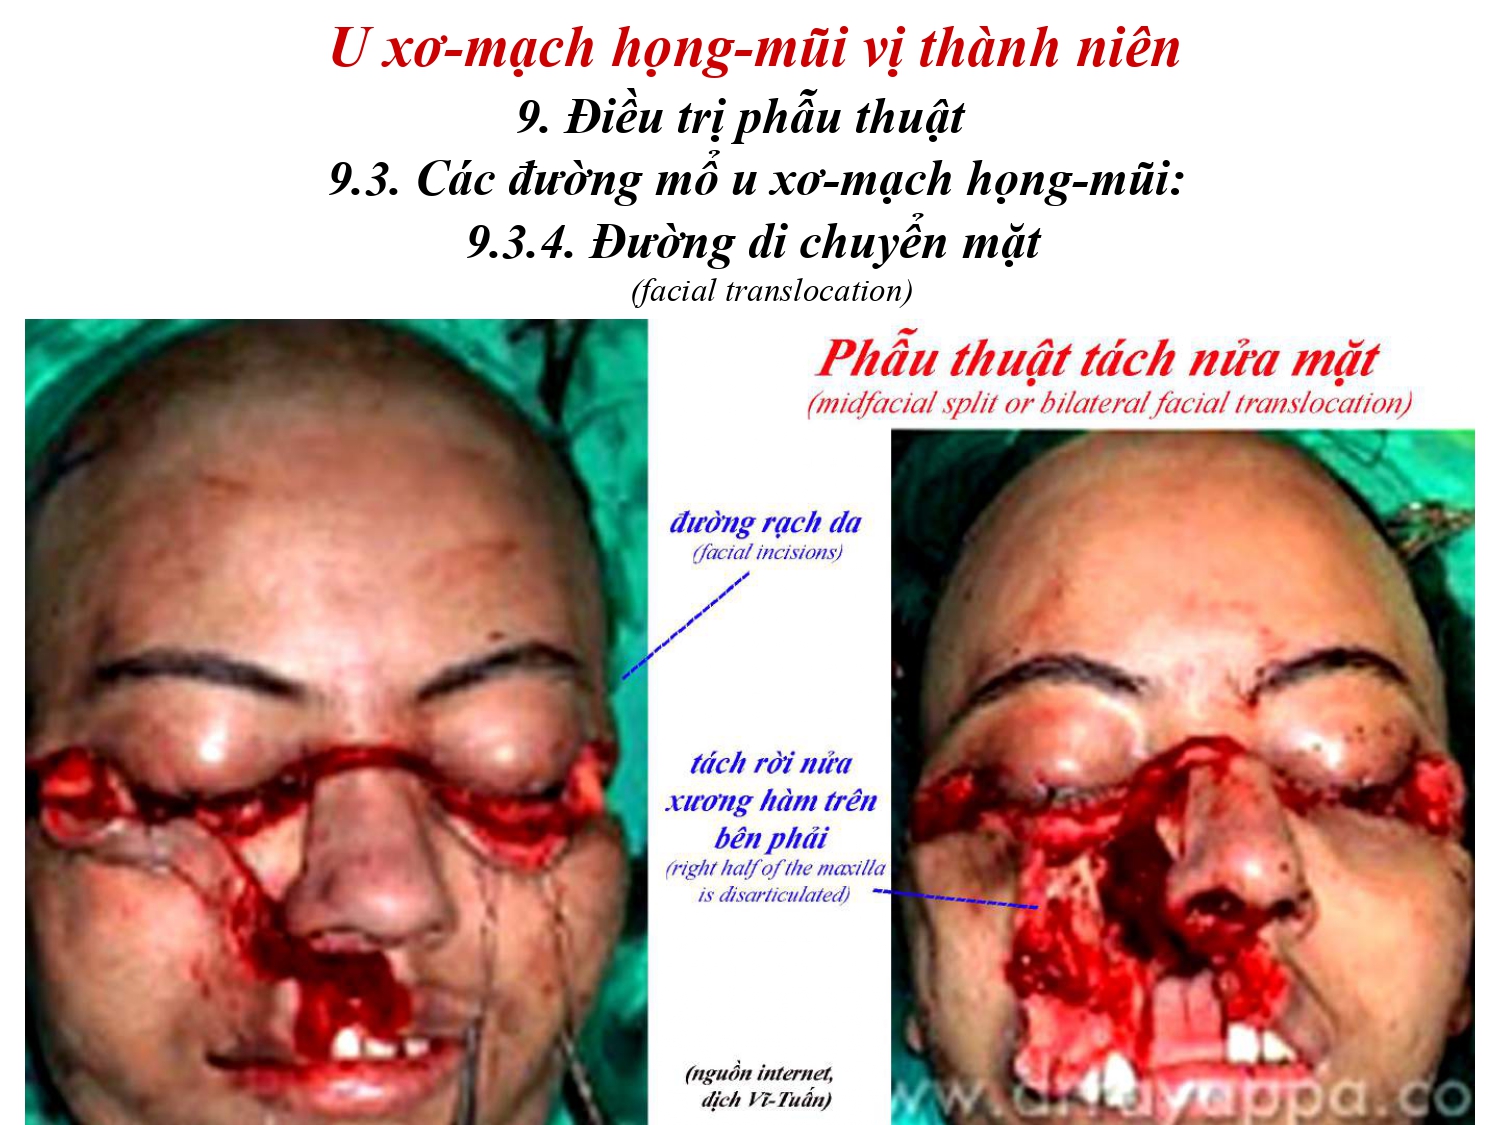 U xơ-mạch họng-mũi vị thành niên
9. Điều trị phẫu thuật
9.3. Các đường mổ u xơ-mạch họng-mũi:
9.3.4. Đường di chuyển mặt
(facial translocation)
Phẫu thuật tách nửa mặt
(midfacial split or bilateral facial translocation)
đường rạch da
(facial incisions)
tách rời nửa
xương hàm trên
bên phải
(right half of the maxilla
is disarticulated)
(nguồn internet,
dịch Vĩ-Tuấn)